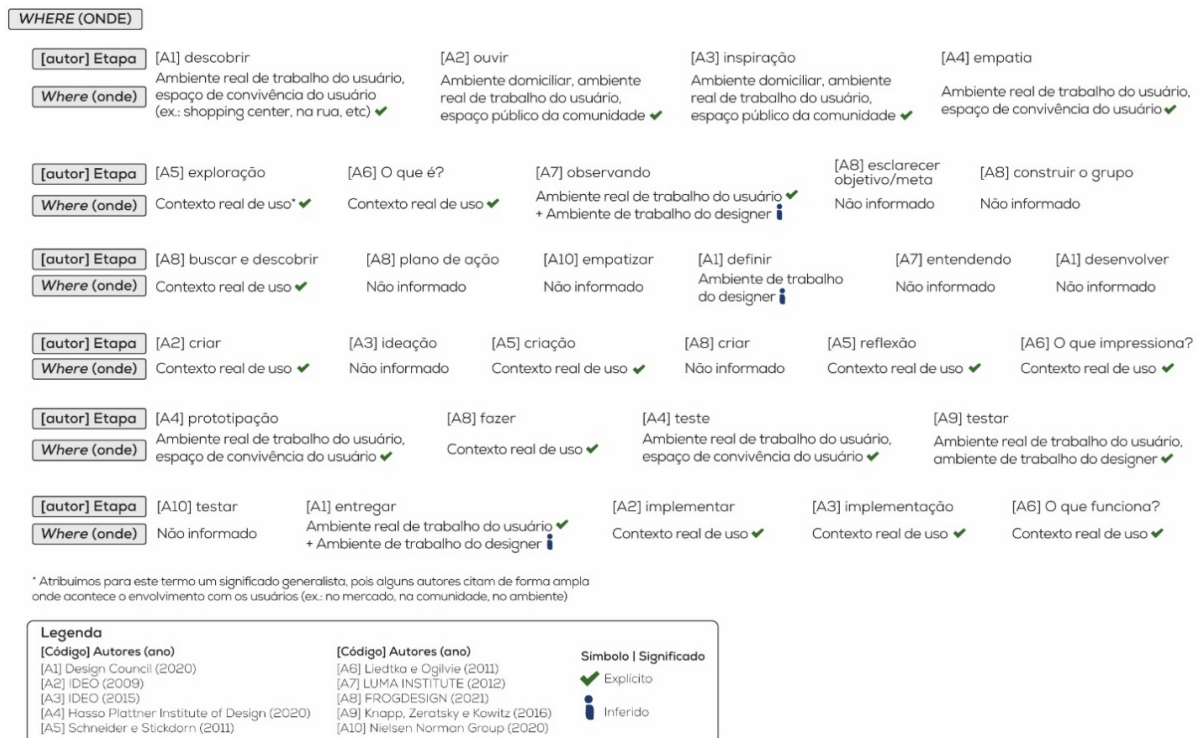 WHERE (ONDE)
[autor] Etapa [A1] descobrir [A2] ouvir [A3] inspiração [A4] empatia
Where (onde)
Ambiente real de trabalho do usuário,
espaço de convivência do usuário
(ex.: shopping center, na rua, etc) ✔
Ambiente domiciliar, ambiente
real de trabalho do usuário,
espaço público da comunidade ✔
Ambiente domiciliar, ambiente
real de trabalho do usuário,
espaço público da comunidade ✔
Ambiente real de trabalho do usuário,
espaço de convivência do usuário ✔
[autor] Etapa [A5] exploração [A6] O que é? [A7] observando
[A8] esclarecer
objetivo/meta
[A8] construir o grupo
Where (onde) Contexto real de uso* ✔ Contexto real de uso ✔
Ambiente real de trabalho do usuário ✔
+ Ambiente de trabalho do designer
Não informado Não informado
[autor] Etapa [A8] buscar e descobrir [A8] plano de ação [A10] empatizar [A1] definir [A7] entendendo [A1] desenvolver
Where (onde) Contexto real de uso ✔ Não informado Não informado
Ambiente de trabalho
do designer
Não informado Não informado
[autor] Etapa [A2] criar [A3] ideação [A5] criação [A8] criar [A5] reflexão [A6] O que impressiona?
Where (onde) Contexto real de uso ✔ Não informado Contexto real de uso ✔ Não informado Contexto real de uso ✔ Contexto real de uso ✔
[autor] Etapa [A4] prototipação [A8] fazer [A4] teste [A9] testar
Where (onde)
Ambiente real de trabalho do usuário,
espaço de convivência do usuário ✔
Contexto real de uso ✔
Ambiente real de trabalho do usuário,
espaço de convivência do usuário ✔
Ambiente real de trabalho do usuário,
ambiente de trabalho do designer ✔
[autor] Etapa [A10] testar [A1] entregar [A2] implementar [A3] implementação [A6] O que funciona?
Where (onde) Não informado
Ambiente real de trabalho do usuário ✔
+ Ambiente de trabalho do designer
Contexto real de uso ✔ Contexto real de uso ✔ Contexto real de uso ✔
* Atribuímos para este termo um significado generalista, pois alguns autores citam de forma ampla
onde acontece o envolvimento com os usuários (ex.: no mercado, na comunidade, no ambiente)
Legenda
[Código] Autores (ano)
[A1] Design Council (2020)
[A2] IDEO (2009)
[A3] IDEO (2015)
[A4] Hasso Plattner Institute of Design (2020)
[A5] Schneider e Stickdorn (2011)
[Código] Autores (ano)
[A6] Liedtka e Ogilvie (2011)
[A7] LUMA INSTITUTE (2012)
[A8] FROGDESIGN (2021)
[A9] Knapp, Zeratsky e Kowitz (2016)
[A10] Nielsen Norman Group (2020)
Símbolo | Significado
✔ Explícito
Inferido